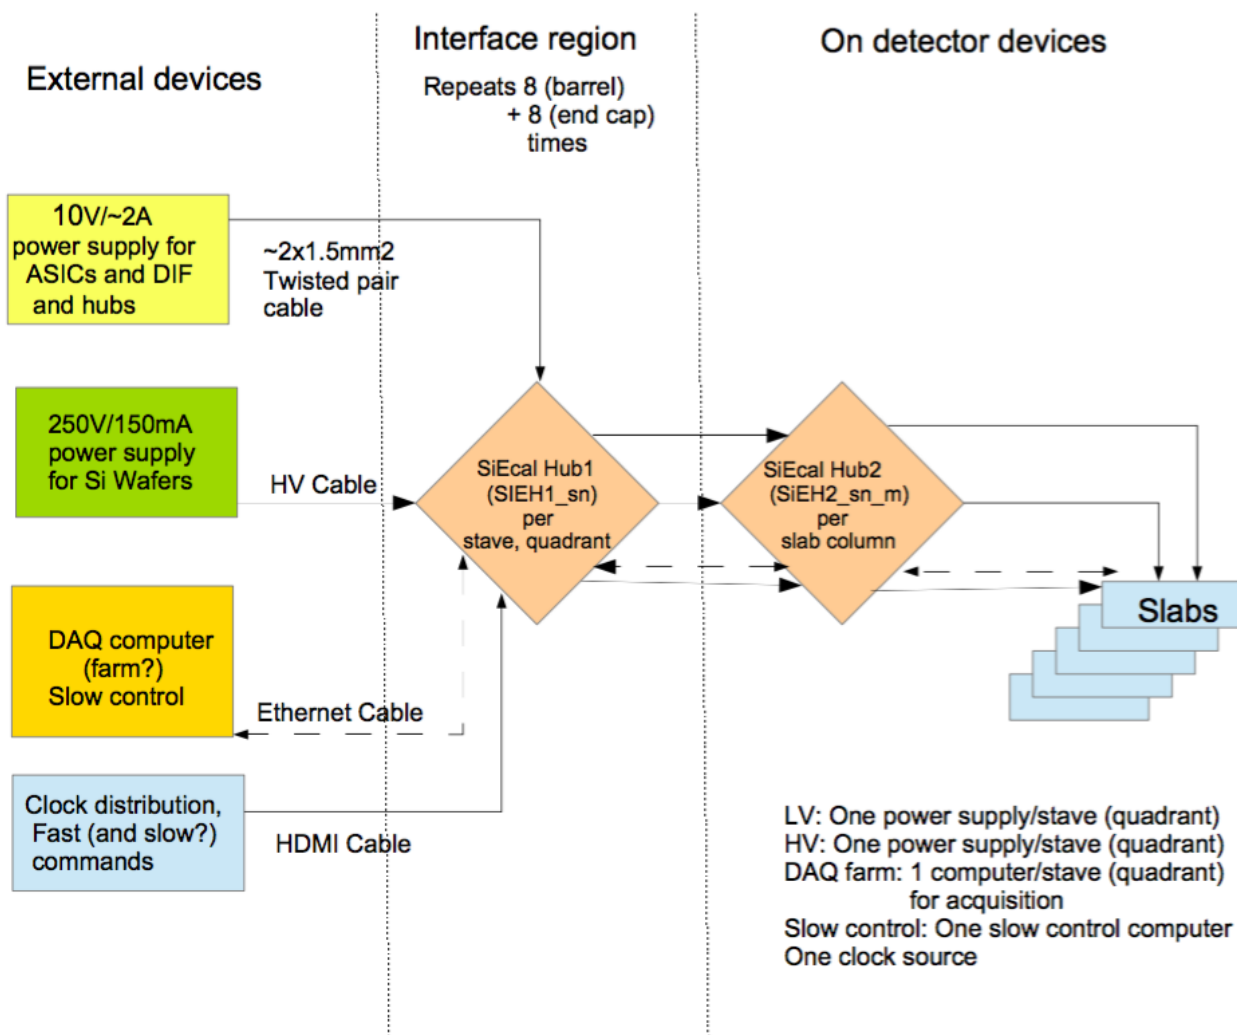 External devices
Interface region
Repeats 8 (barrel)
+ 8 (end cap)
times
On detector devices
10V/~2A
power supply for
ASICs and DIF
and hubs
~2x1.5mm2
Twisted pair
cable
250V/150mA
power supply
for Si Wafers
HV Cable
SiEcal Hub1
(SIEH1_sn)
per
stave, quadrant
SiEcal Hub2
(SiEH2_sn_m)
per
slab column
Slabs
DAQ computer
(farm?)
Slow control
Ethernet Cable
Clock distribution,
Fast (and slow?)
commands
HDMI Cable
LV: One power supply/stave (quadrant)
HV: One power supply/stave (quadrant)
DAQ farm: 1 computer/stave (quadrant)
for acquisition
Slow control: One slow control computer
One clock source